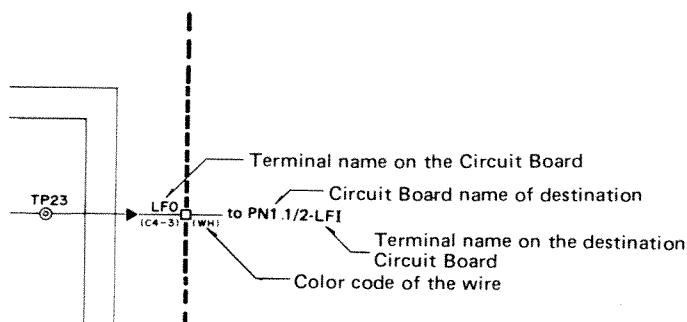 Terminal name on the Circuit Board
TP23
LFO
(C4-3)
(WH)
to PN1.1/2-LFI
Circuit Board name of destination
Terminal name on the destination
Circuit Board
Color code of the wire